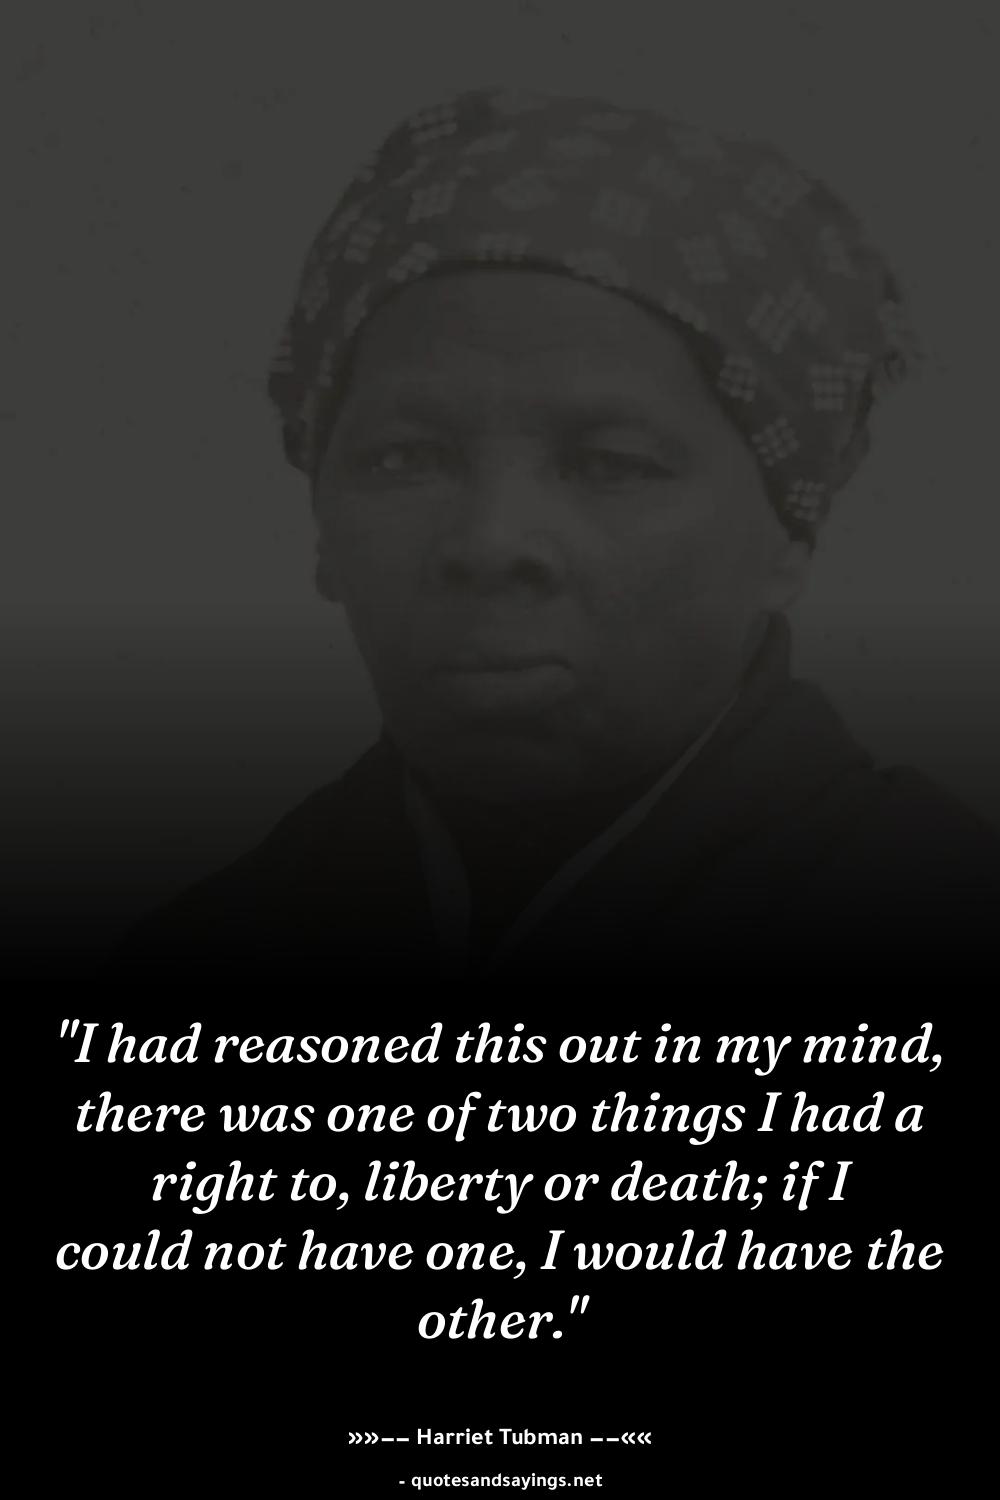 "I had reasoned this out in my mind,
there was one of two things I had a
right to, liberty or death; if I
could not have one, I would have the
other."
»»–– Harriet Tubman ––««
- quotesandsayings.net